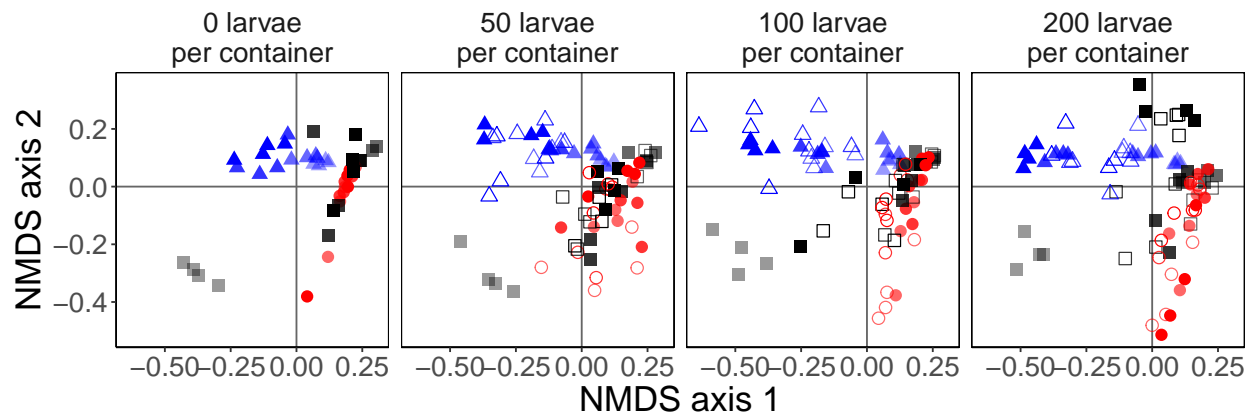 0 larvae
per container
50 larvae
per container
100 larvae
per container
200 larvae
per container
NMDS axis 2
0.2
0.0
−0.2
−0.4
−0.50 −0.25 0.00 0.25
−0.50 −0.25 0.00 0.25
−0.50 −0.25 0.00 0.25
−0.50 −0.25 0.00 0.25
NMDS axis 1